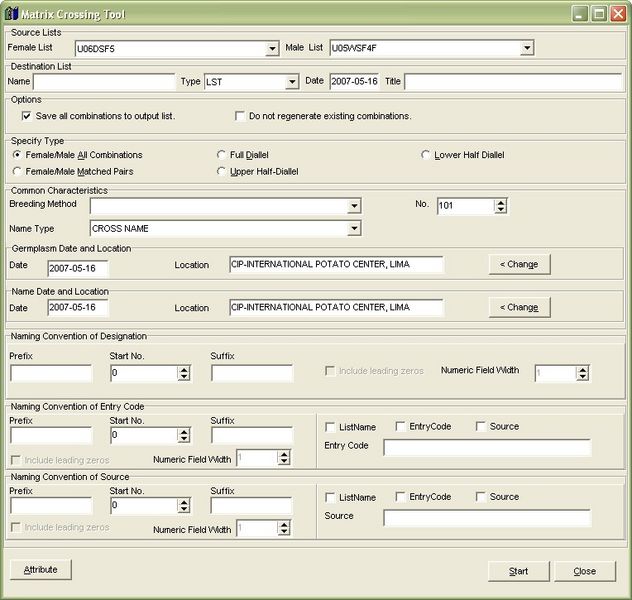 Matrix Crossing Tool
Source Lists
Female List U06DSF5 Male List U05WSF4F
Destination List
Name Type LST Date 2007-05-16 Title
Options
Save all combinations to output list. Do not regenerate existing combinations.
Specify Type
Female/Male All Combinations Full Diallel Lower Half Diallel
Female/Male Matched Pairs Upper Half-Diallel
Common Characteristics
Breeding Method No. 101
Name Type CROSS NAME
Germplasm Date and Location
Date 2007-05-16 Location CIP-INTERNATIONAL POTATO CENTER, LIMA < Change
Name Date and Location
Date 2007-05-16 Location CIP-INTERNATIONAL POTATO CENTER, LIMA < Change
Naming Convention of Designation
Prefix Start No. Suffix
0 Include leading zeros Numeric Field Width 1
Naming Convention of Entry Code
Prefix Start No. Suffix ListName EntryCode Source
0 Entry Code
Include leading zeros Numeric Field Width 1
Naming Convention of Source
Prefix Start No. Suffix ListName EntryCode Source
0 Source
Include leading zeros Numeric Field Width 1
Attribute Start Close